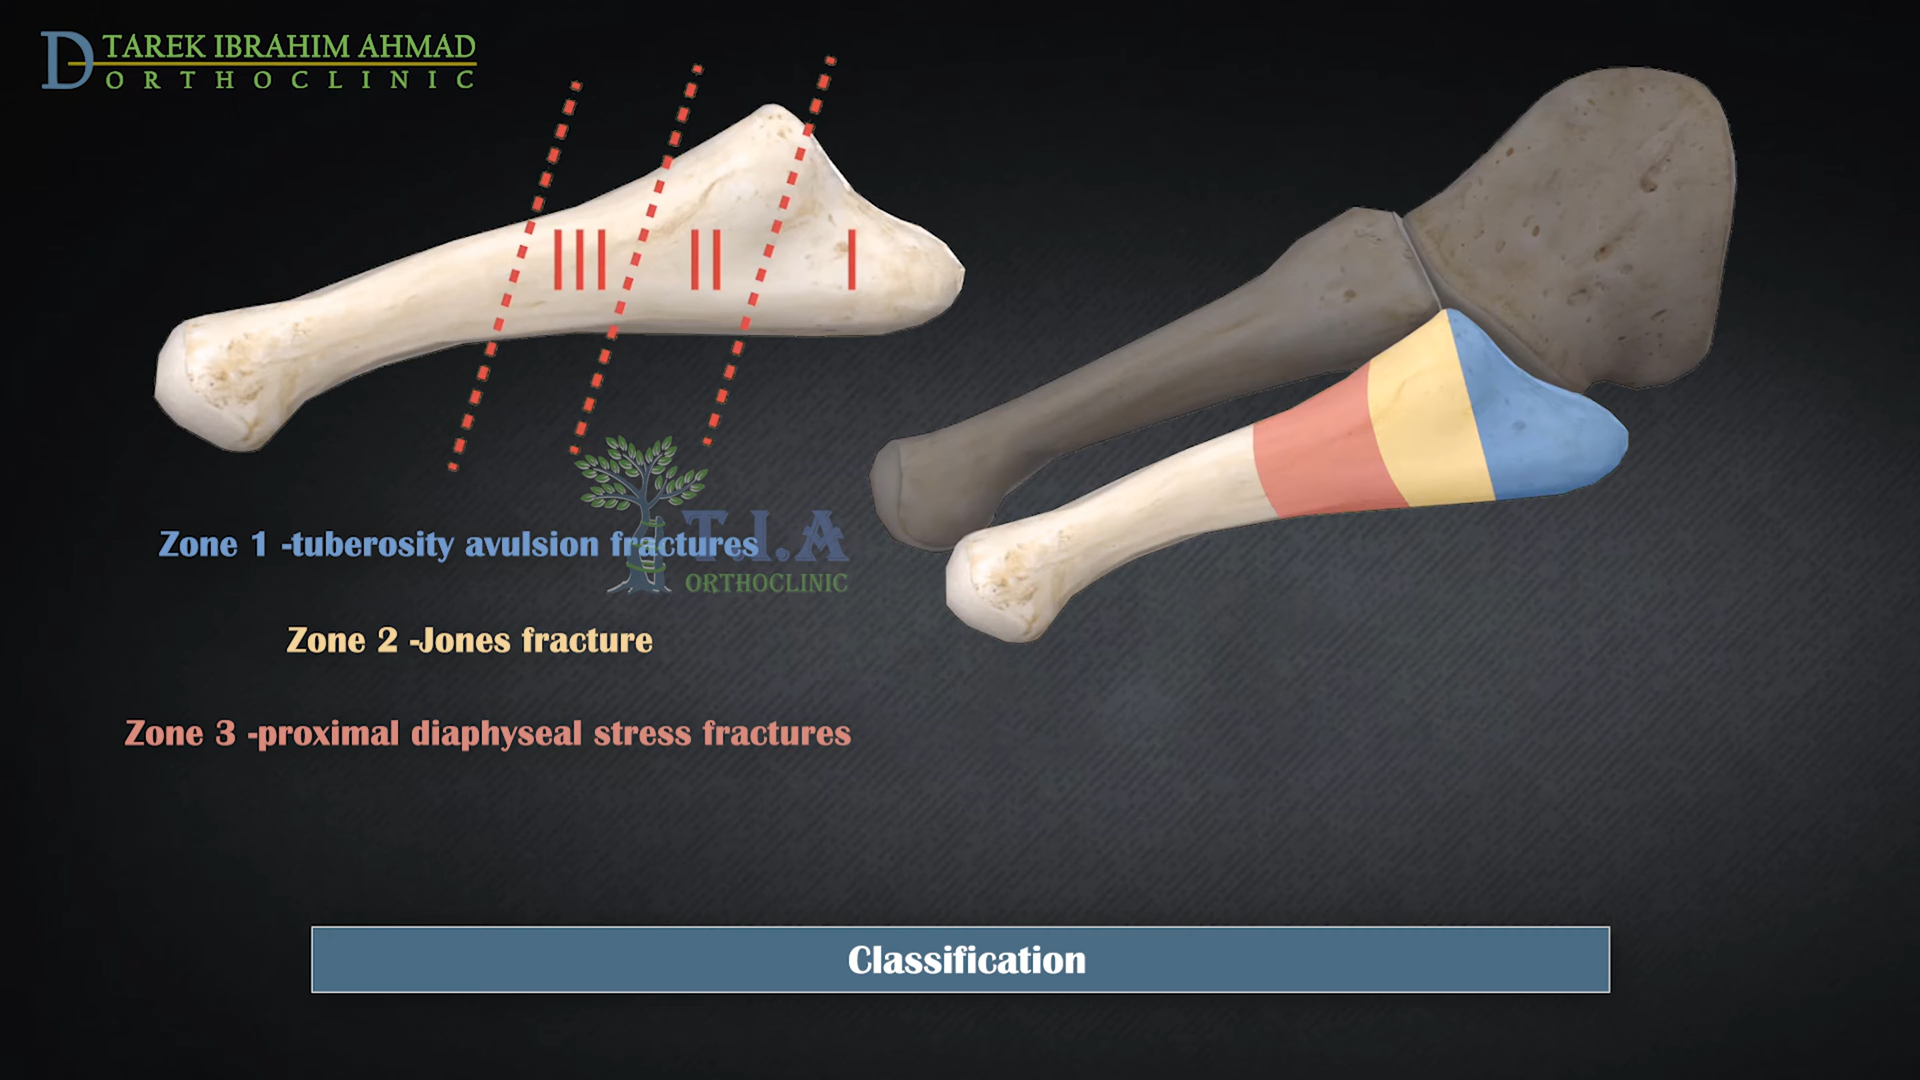 D TAREK IBRAHIM AHMAD
ORTHOCLINIC
III II I
Zone 1 -tuberosity avulsion fractures
T.I.A
ORTHOCLINIC
Zone 2 -Jones fracture
Zone 3 -proximal diaphyseal stress fractures
Classification